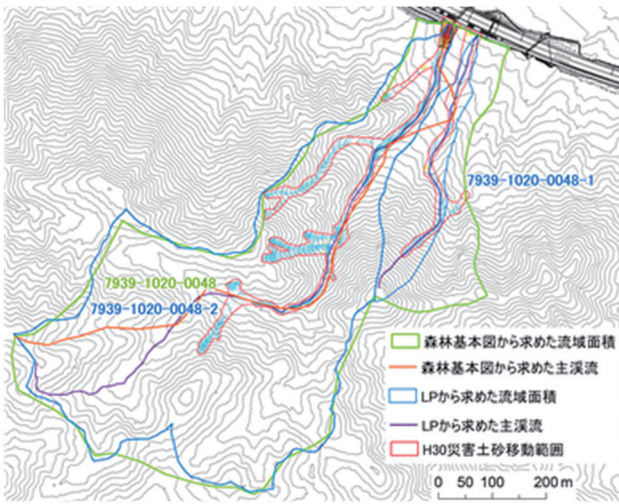 7939-1020-0048-1
7939-1020-0048
7939-1020-0048-2
森林基本図から求めた流域面積
森林基本図から求めた主渓流
LPから求めた流域面積
LPから求めた主渓流
H30災害土砂移動範囲
0 50 100 200 m